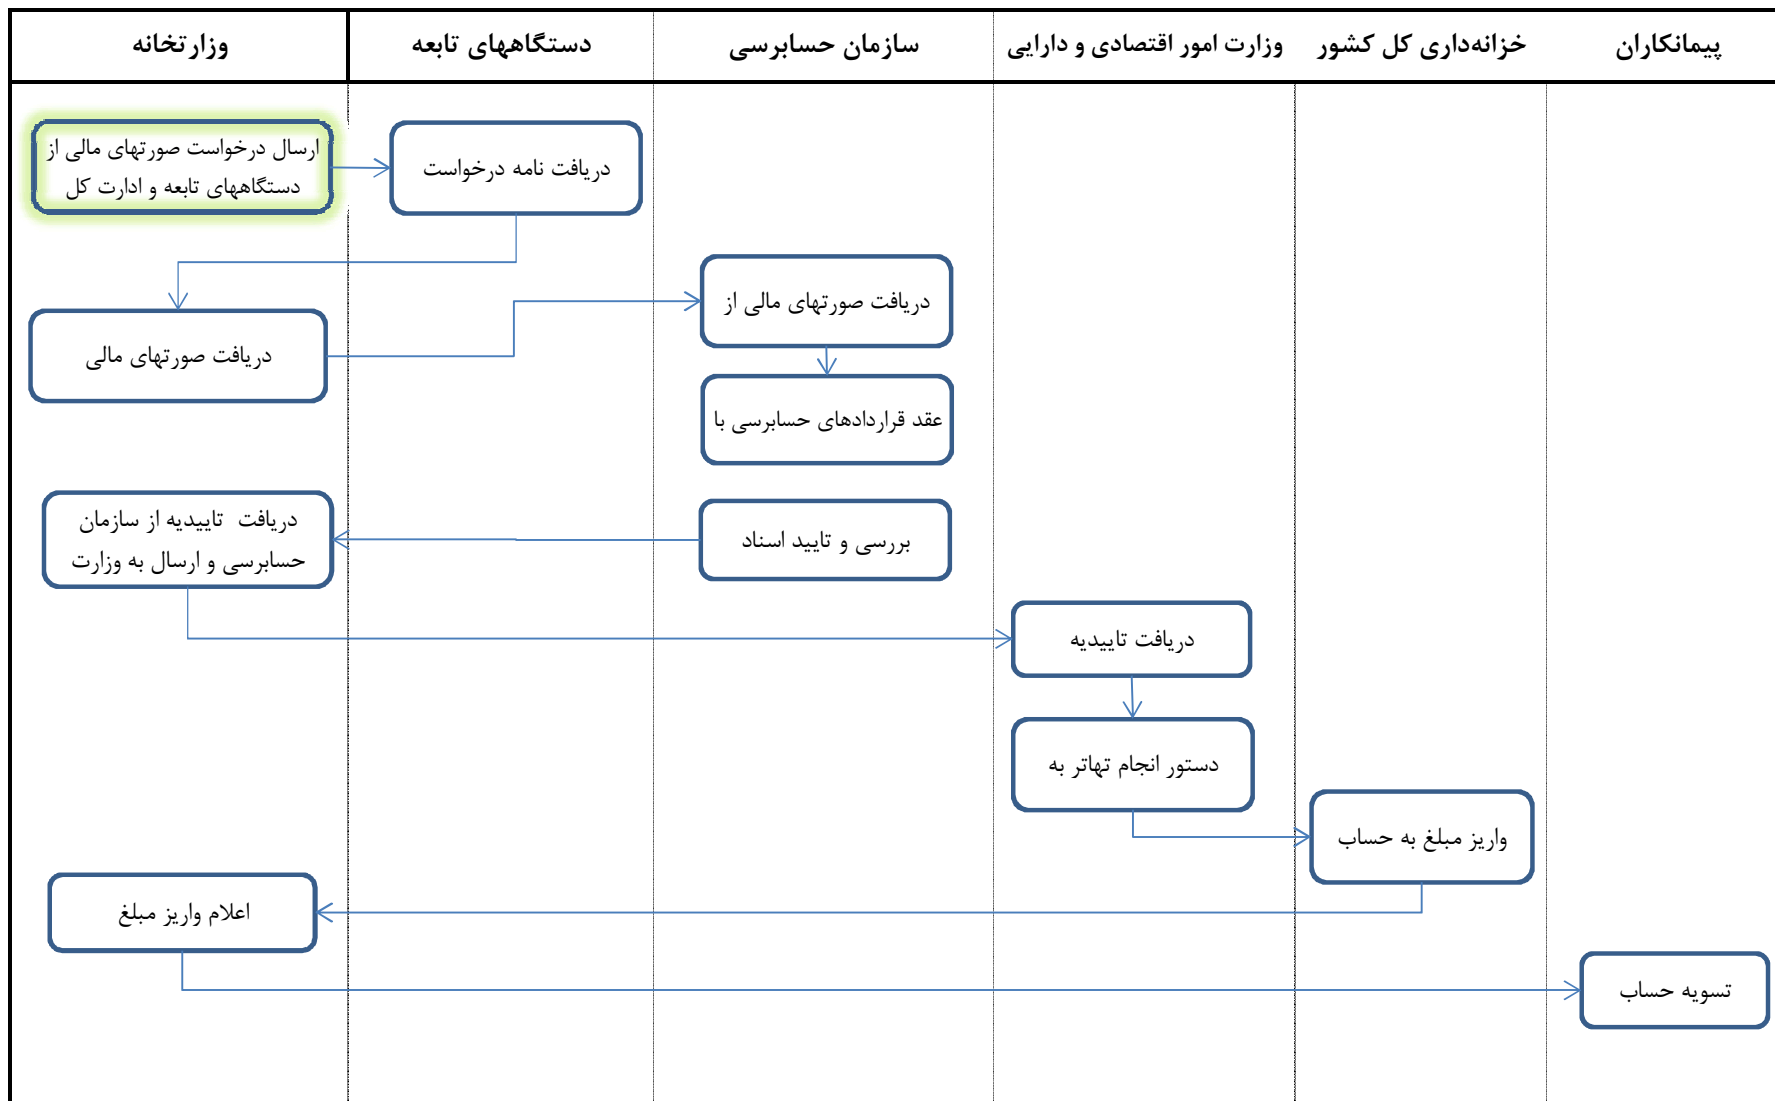 وزارتخانه
دستگاههای تابعه
سازمان حسابرسی
وزارت امور اقتصادی و دارایی
خزانه‌داری کل کشور
پیمانکاران
ارسال درخواست صورتهای مالی از
دستگاههای تابعه و ادارت کل
دریافت نامه درخواست
دریافت صورتهای مالی از
دریافت صورتهای مالی
عقد قراردادهای حسابرسی با
دریافت تاییدیه از سازمان
حسابرسی و ارسال به وزارت
بررسی و تایید اسناد
دریافت تاییدیه
دستور انجام تهاتر به
واریز مبلغ به حساب
اعلام واریز مبلغ
تسویه حساب